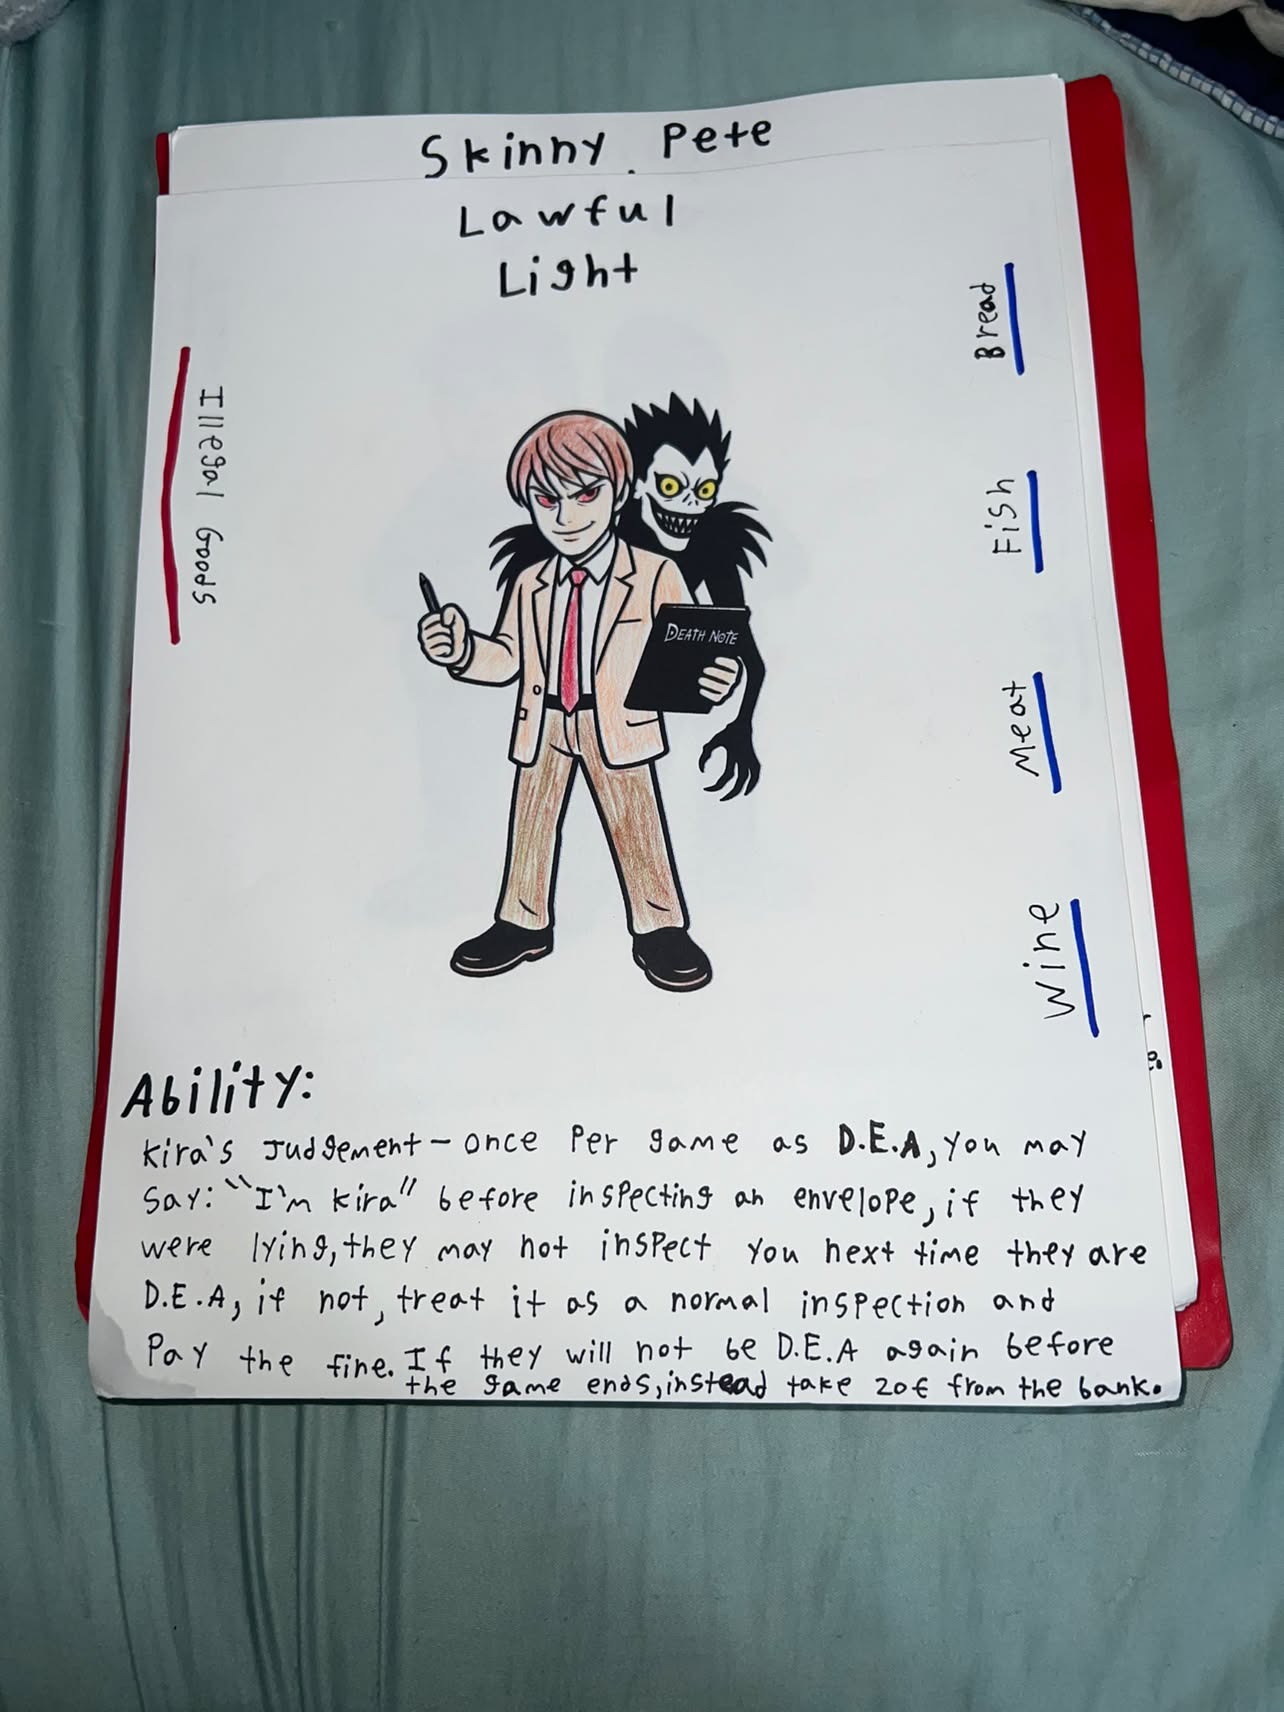 Skinny Pete
Lawful
Light
Illegal Goods
Bread
Fish
Meat
Wine
DEATH NOTE
Ability:
Kira's Judgement - once Per game as D.E.A, you may
say: "I'm Kira" before inspecting an envelope, if they
were lying, they may not inspect you next time they are
D.E.A, if not, treat it as a normal inspection and
Pay the fine. If they will not be D.E.A again before
the game ends, instead take 20€ from the bank.